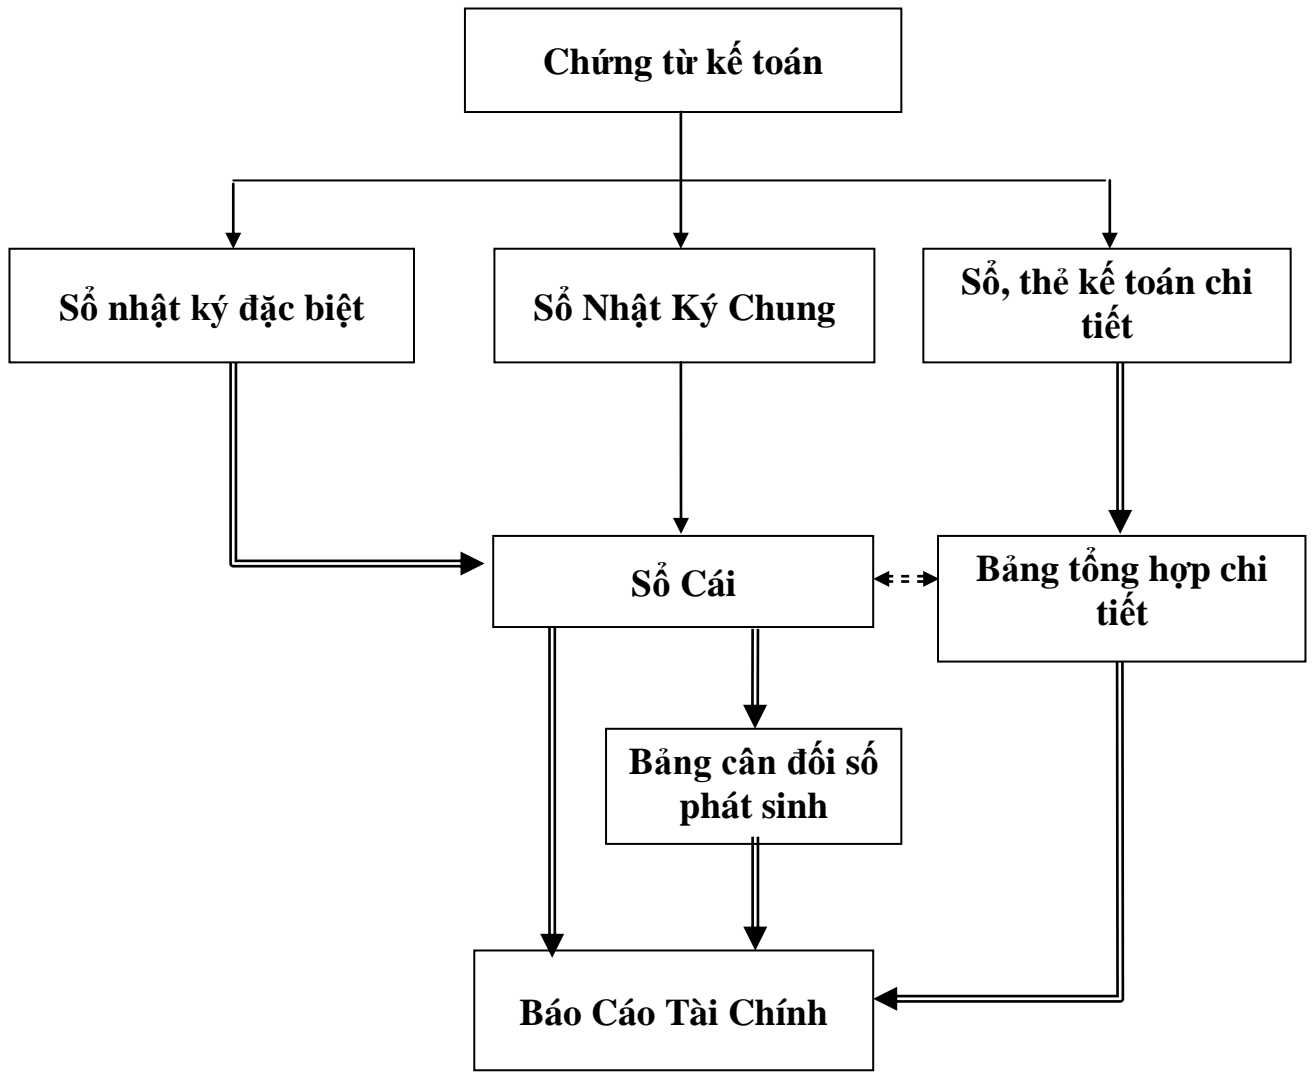 Chứng từ kế toán
Sổ nhật ký đặc biệt
Sổ Nhật Ký Chung
Sổ, thẻ kế toán chi
tiết
Sổ Cái
Bảng tổng hợp chi
tiết
Bảng cân đối số
phát sinh
Báo Cáo Tài Chính